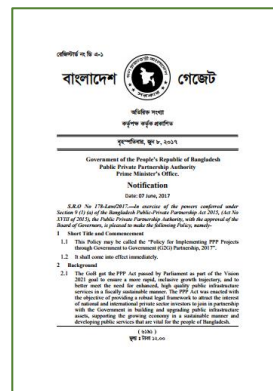 রেজিস্টার্ড নং ডি এ-১
বাংলাদেশ গেজেট
অতিরিক্ত সংখ্যা
কর্তৃপক্ষ কর্তৃক প্রকাশিত
বৃহস্পতিবার, জুন ৮, ২০১৭
Government of the People's Republic of Bangladesh
Public Private Partnership Authority
Prime Minister's Office.
Notification
Date: 07 June, 2017
S.R.O No 178-Law/2017.—In exercise of the powers conferred under
Section 9 (1) (a) of the Bangladesh Public-Private Partnership Act 2015, (Act No
XVIII of 2015), the Public Private Partnership Authority, with the approval of the
Board of Governors, is pleased to make the following Policy, namely-
1 Short Title and Commencement
1.1 This Policy may be called the "Policy for Implementing PPP Projects
through Government to Government (G2G) Partnership, 2017".
1.2 It shall come into effect immediately.
2 Background
2.1 The GoB got the PPP Act passed by Parliament as part of the Vision
2021 goal to ensure a more rapid, inclusive growth trajectory, and to
better meet the need for enhanced, high quality public infrastructure
services in a fiscally sustainable manner. The PPP Act was enacted with
the objective of providing a robust legal framework to attract the interest
of national and international private sector investors to join in partnership
with the Government in building and upgrading public infrastructure
assets, supporting the growing economy in a sustainable manner and
developing public services that are vital for the people of Bangladesh.
মূল্য : টাকা ১২.০০